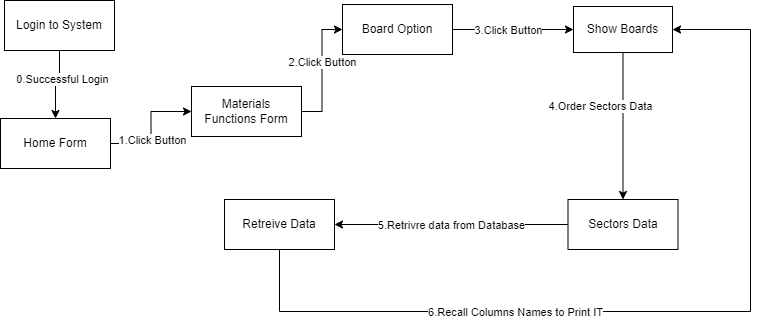 Login to System
0.Successful Login
Home Form
1.Click Button
Materials
Functions Form
2.Click Button
Board Option
3.Click Button
Show Boards
4.Order Sectors Data
Sectors Data
5.Retrivre data from Database
Retreive Data
6.Recall Columns Names to Print IT